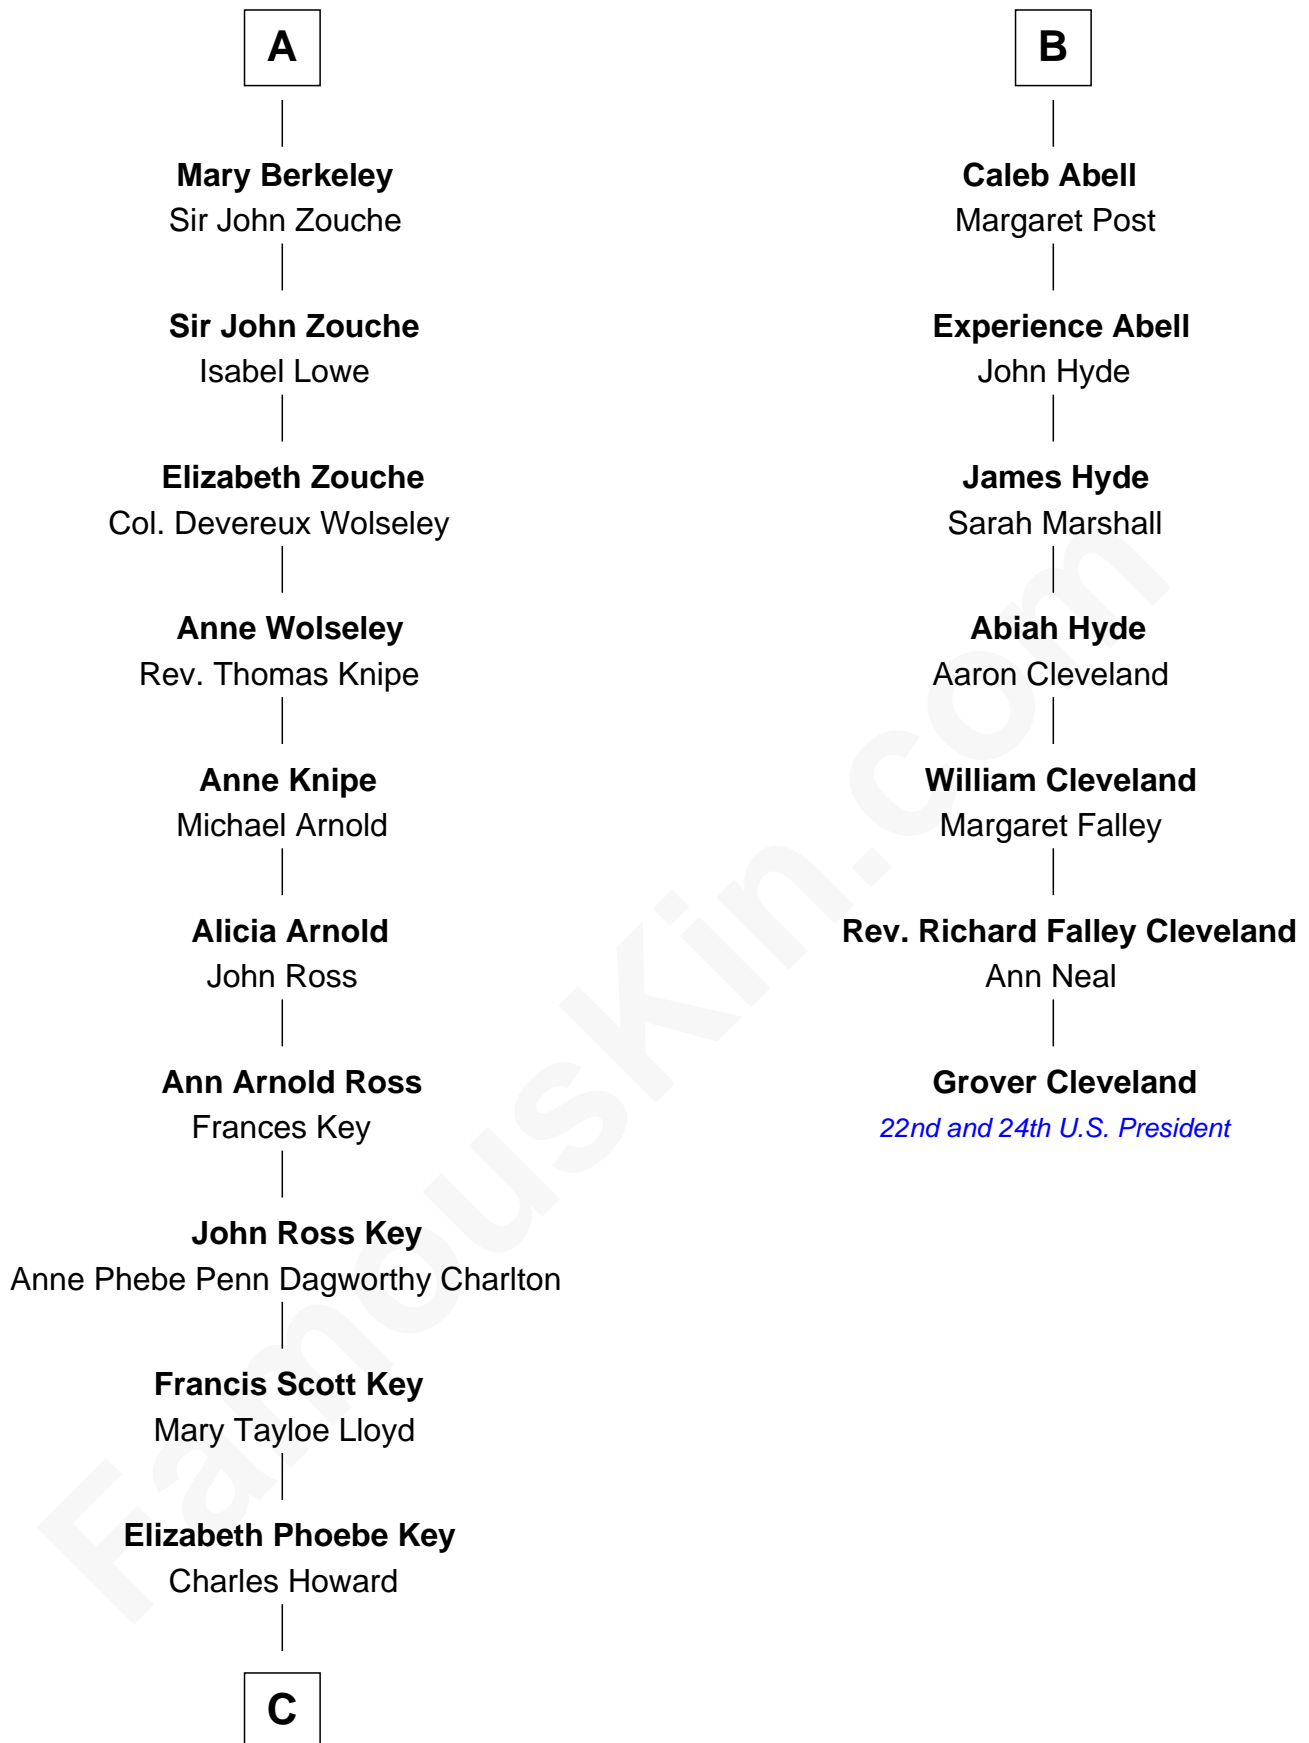 A
Mary Berkeley
Sir John Zouche
Sir John Zouche
Isabel Lowe
Elizabeth Zouche
Col. Devereux Wolseley
Anne Wolseley
Rev. Thomas Knipe
Anne Knipe
Michael Arnold
Alicia Arnold
John Ross
Ann Arnold Ross
Frances Key
John Ross Key
Anne Phebe Penn Dagworthy Charlton
Francis Scott Key
Mary Tayloe Lloyd
Elizabeth Phoebe Key
Charles Howard
C
B
Caleb Abell
Margaret Post
Experience Abell
John Hyde
James Hyde
Sarah Marshall
Abiah Hyde
Aaron Cleveland
William Cleveland
Margaret Falley
Rev. Richard Falley Cleveland
Ann Neal
Grover Cleveland
22nd and 24th U.S. President
FamousKin.com